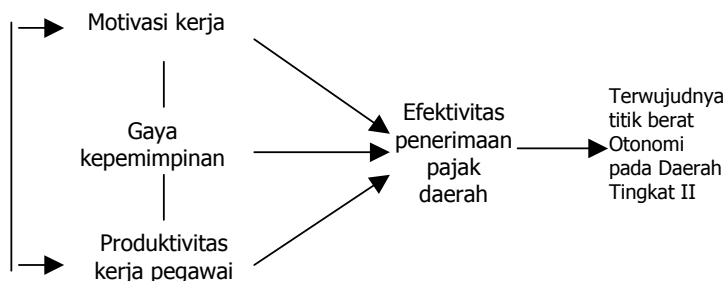 Motivasi kerja
Gaya
kepemimpinan
Produktivitas
kerja pegawai
Efektivitas
penerimaan
pajak
daerah
Terwujudnya
titik berat
Otonomi
pada Daerah
Tingkat II